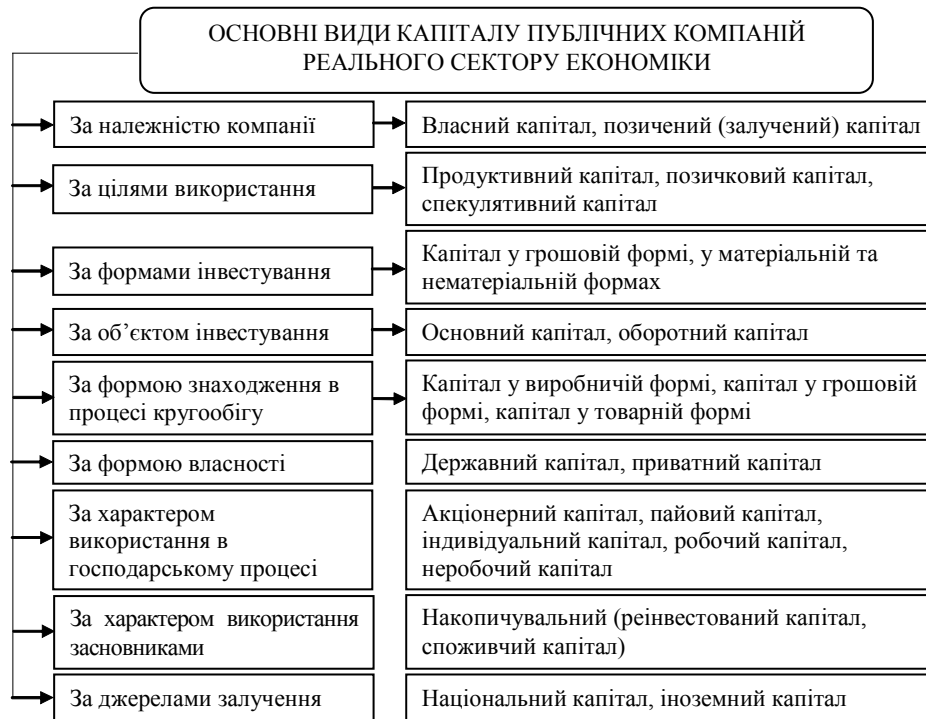 ОСНОВНІ ВИДИ КАПІТАЛУ ПУБЛІЧНИХ КОМПАНІЙ
РЕАЛЬНОГО СЕКТОРУ ЕКОНОМІКИ
За належністю компанії
Власний капітал, позичений (залучений) капітал
За цілями використання
Продуктивний капітал, позичковий капітал,
спекулятивний капітал
За формами інвестування
Капітал у грошовій формі, у матеріальній та
нематеріальній формах
За об’єктом інвестування
Основний капітал, оборотний капітал
За формою знаходження в
процесі кругообігу
Капітал у виробничій формі, капітал у грошовій
формі, капітал у товарній формі
За формою власності
Державний капітал, приватний капітал
За характером
використання в
господарському процесі
Акціонерний капітал, пайовий капітал,
індивідуальний капітал, робочий капітал,
неробочий капітал
За характером використання
засновниками
Накопичувальний (реінвестований капітал,
споживчий капітал)
За джерелами залучення
Національний капітал, іноземний капітал